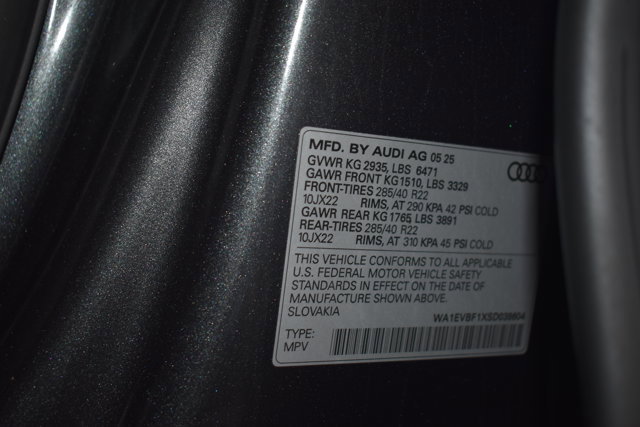 MFD. BY AUDI AG 05 25
GVWR KG 2935, LBS 6471
GAWR FRONT KG 1510, LBS 3329
FRONT-TIRES 285/40 R22
10JX22 RIMS, AT 290 KPA 42 PSI COLD
GAWR REAR KG 1765, LBS 3891
REAR-TIRES 285/40 R22
10JX22 RIMS, AT 310 KPA 45 PSI COLD
THIS VEHICLE CONFORMS TO ALL APPLICABLE
U.S. FEDERAL MOTOR VEHICLE SAFETY
STANDARDS IN EFFECT ON THE DATE OF
MANUFACTURE SHOWN ABOVE.
SLOVAKIA
WA1EVBF1XSD039804
TYPE:
MPV